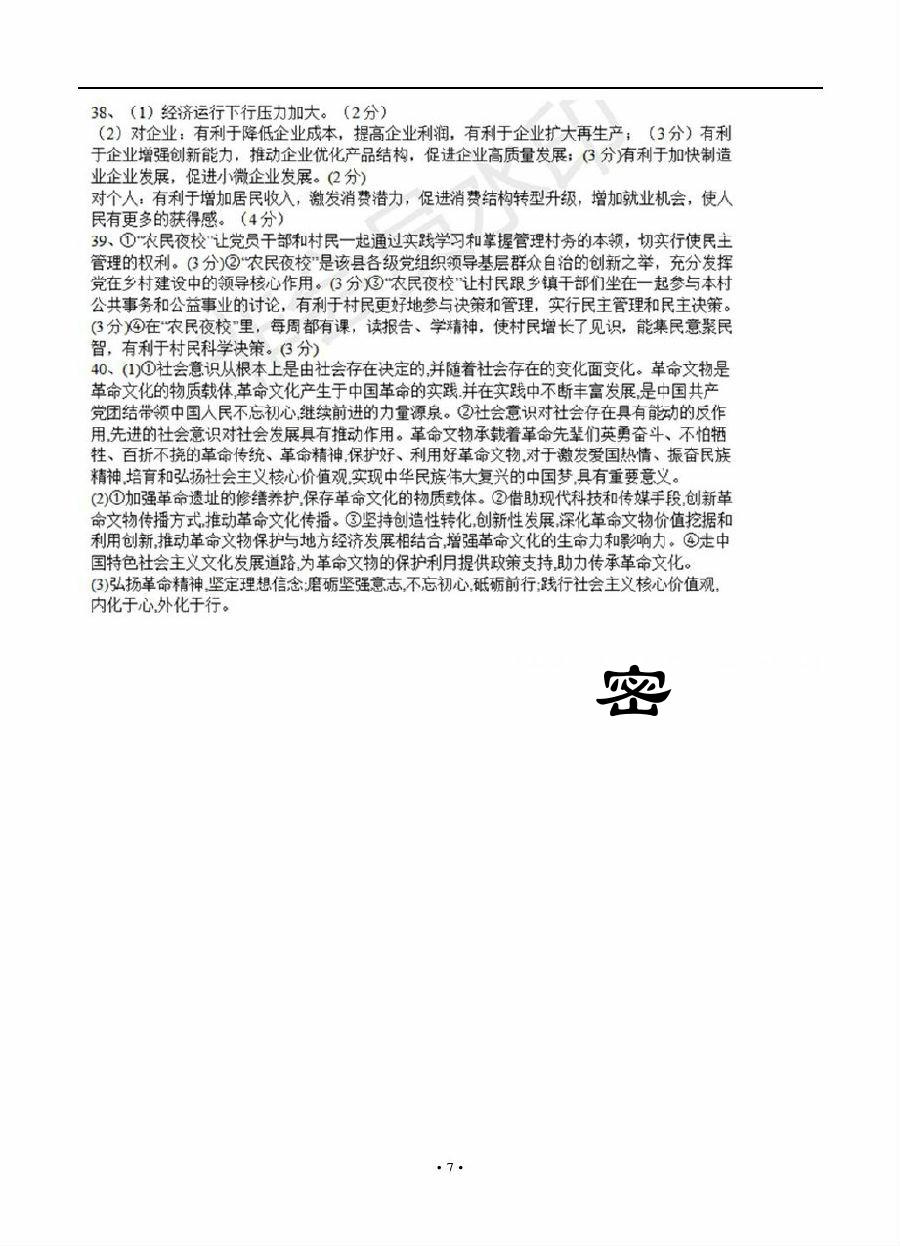 38、（1）经济运行下行压力加大。（2分）
（2）对企业：有利于降低企业成本，提高企业利润，有利于企业扩大再生产；（3分）有利
于企业增强创新能力，推动企业优化产品结构，促进企业高质量发展；(3 分)有利于加快制造
业企业发展，促进小微企业发展。(2 分)
对个人：有利于增加居民收入，激发消费潜力，促进消费结构转型升级，增加就业机会，使人
民有更多的获得感。（4 分）
39、①“农民夜校”让党员干部和村民一起通过实践学习和掌握管理村务的本领，切实行使民主
管理的权利。(3 分)②“农民夜校”是该县各级党组织领导基层群众自治的创新之举，充分发挥
党在乡村建设中的领导核心作用。(3 分)③“农民夜校”让村民跟乡镇干部们坐在一起参与本村
公共事务和公益事业的讨论，有利于村民更好地参与决策和管理，实行民主管理和民主决策。
(3 分)④在“农民夜校”里，每周都有课，读报告、学精神，使村民增长了见识，能集民意聚民
智，有利于村民科学决策。(3 分)
40、(1)①社会意识从根本上是由社会存在决定的,并随着社会存在的变化面变化。革命文物是
革命文化的物质载体,革命文化产生于中国革命的实践.并在实践中不断丰富发展,是中国共产
党团结带领中国人民不忘初心,继续前进的力量源泉。②社会意识对社会存在具有能动的反作
用,先进的社会意识对社会发展具有推动作用。革命文物承载着革命先辈们英勇奋斗、不怕牺
牲、百折不挠的革命传统、革命精神,保护好、利用好革命文物,对于激发爱国热情、振奋民族
精神,培育和弘扬社会主义核心价值观,实现中华民族伟大复兴的中国梦,具有重要意义。
(2)①加强革命遗址的修缮养护,保存革命文化的物质载体。②借助现代科技和传媒手段,创新革
命文物传播方式,推动革命文化传播。③坚持创造性转化,创新性发展,深化革命文物价值挖掘和
利用创新,推动革命文物保护与地方经济发展相结合,增强革命文化的生命力和影响力。④走中
国特色社会主义文化发展道路,为革命文物的保护利用提供政策支持,助力传承革命文化。
(3)弘扬革命精神,坚定理想信念;磨砺坚强意志,不忘初心,砥砺前行;践行社会主义核心价值观,
内化于心,外化于行。
密
• 7 •